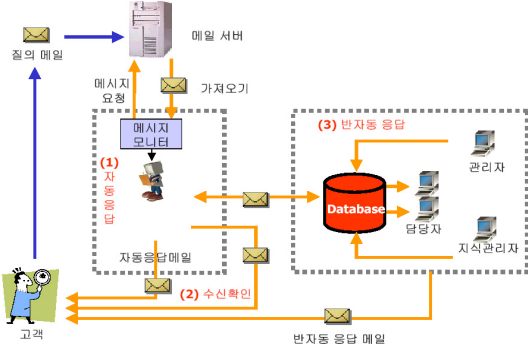 메일 서버
질의 메일
메시지
요청
가져오기
메시지
모니터
(3) 반자동 응답
(1)
자
동
응
답
관리자
Database
담당자
지식관리자
자동응답메일
(2) 수신확인
고객
반자동 응답 메일